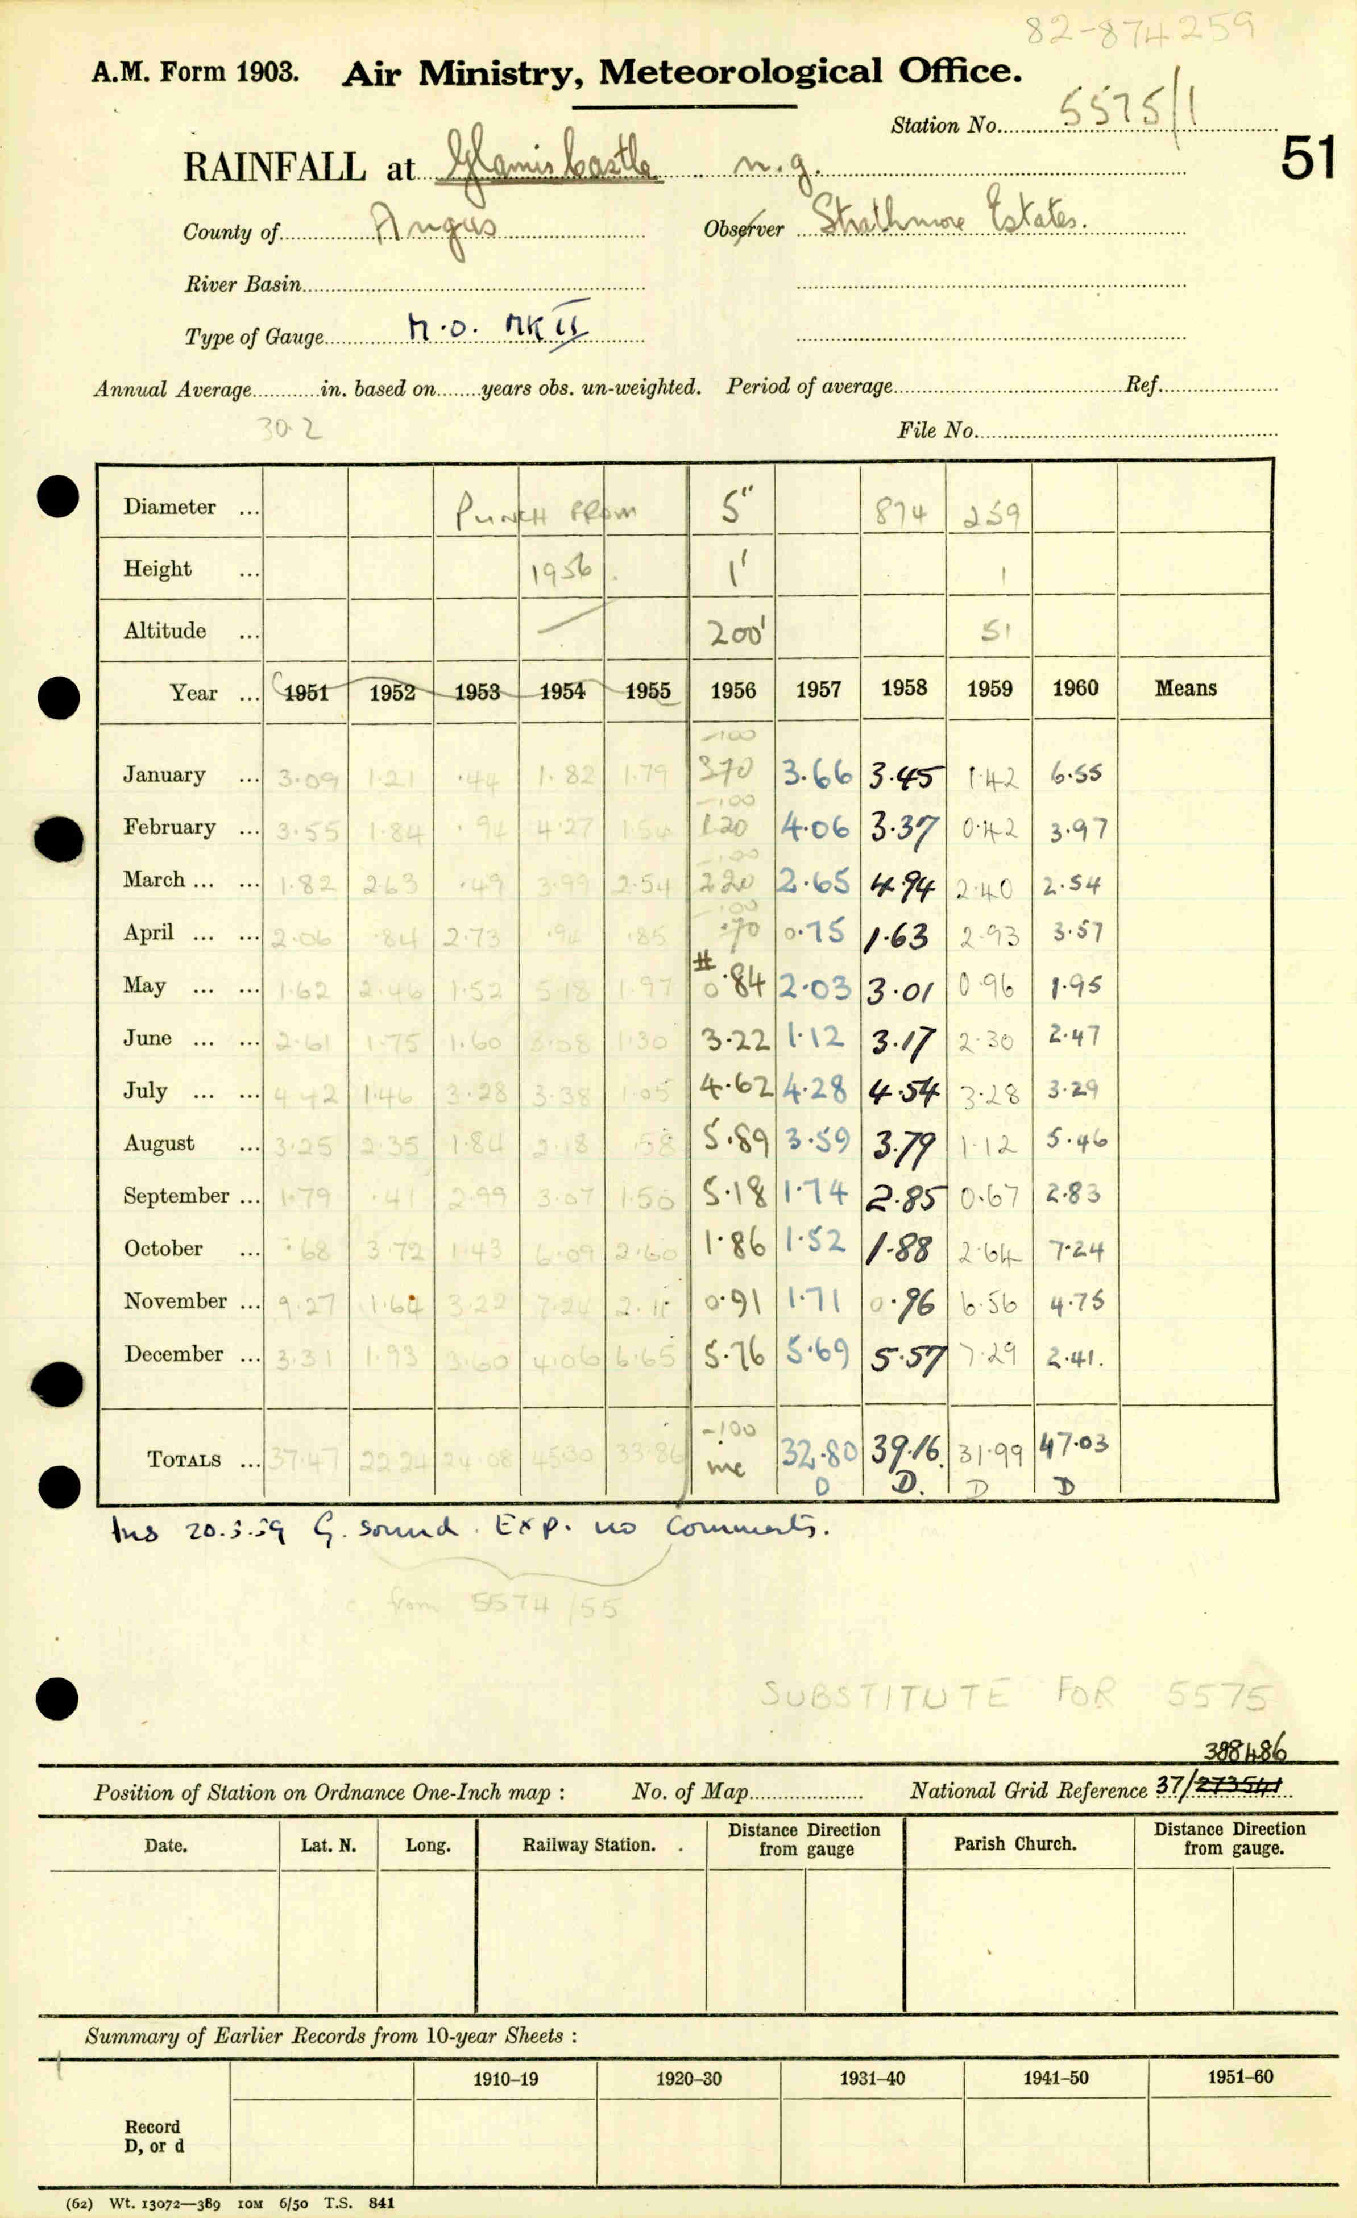 82-874259
A.M. Form 1903. Air Ministry, Meteorological Office.
Station No. 5575/1
51
RAINFALL at Glamis Castle n.g.
County of Angus Observer Strathmore Estates.
River Basin
Type of Gauge M.O. MK II
Annual Average in. based on years obs. un-weighted. Period of average Ref.
30.2
File No.
Diameter ... PUNCH FROM 5" 874 259
Height ... 1956. 1' 1
Altitude ... 200' 51
Year ... 1951 1952 1953 1954 1955 1956 1957 1958 1959 1960 Means
-100
January ... 3.09 1.21 .44 1.82 1.79 370 3.66 3.45 1.42 6.55
-100
February ... 3.55 1.84 .94 4.27 1.54 120 4.06 3.37 0.42 3.97
-100
March ... ... 1.82 2.63 .49 3.99 2.54 220 2.65 4.94 2.40 2.54
-100
April ... ... 2.06 .84 2.73 .94 .85 .70 0.75 1.63 2.93 3.57
May ... ... 1.62 2.46 1.52 5.18 1.97 # 0.84 2.03 3.01 0.96 1.95
June ... ... 2.61 1.75 1.60 3.08 1.30 3.22 1.12 3.17 2.30 2.47
July ... ... 4.42 1.46 3.28 3.38 1.05 4.62 4.28 4.54 3.28 3.29
August ... 3.25 2.35 1.84 2.18 .58 5.89 3.59 3.79 1.12 5.46
September ... 1.79 .41 2.99 3.07 1.50 5.18 1.74 2.85 0.67 2.83
October ... .68 3.72 1.43 6.09 2.60 1.86 1.52 1.88 2.64 7.24
November ... 9.27 1.64 3.22 7.24 2.11 0.91 1.71 0.96 6.56 4.75
December ... 3.31 1.93 3.60 4.06 6.65 5.76 5.69 5.57 7.29 2.41.
-100
TOTALS ... 37.47 22.24 24.08 45.30 33.86 inc 32.80 39.16. 31.99 47.03
D D. D D
Ins 20.5.59 G. sound. Exp. no comments.
from 5574/55
SUBSTITUTE FOR 5575
388486
Position of Station on Ordnance One-Inch map : No. of Map National Grid Reference 37/273541
Date. Lat. N. Long. Railway Station. Distance from Direction gauge Parish Church. Distance from Direction gauge.
Summary of Earlier Records from 10-year Sheets :
1910–19 1920–30 1931–40 1941–50 1951–60
Record
D, or d
(62) Wt. 13072—389 10M 6/50 T.S. 841